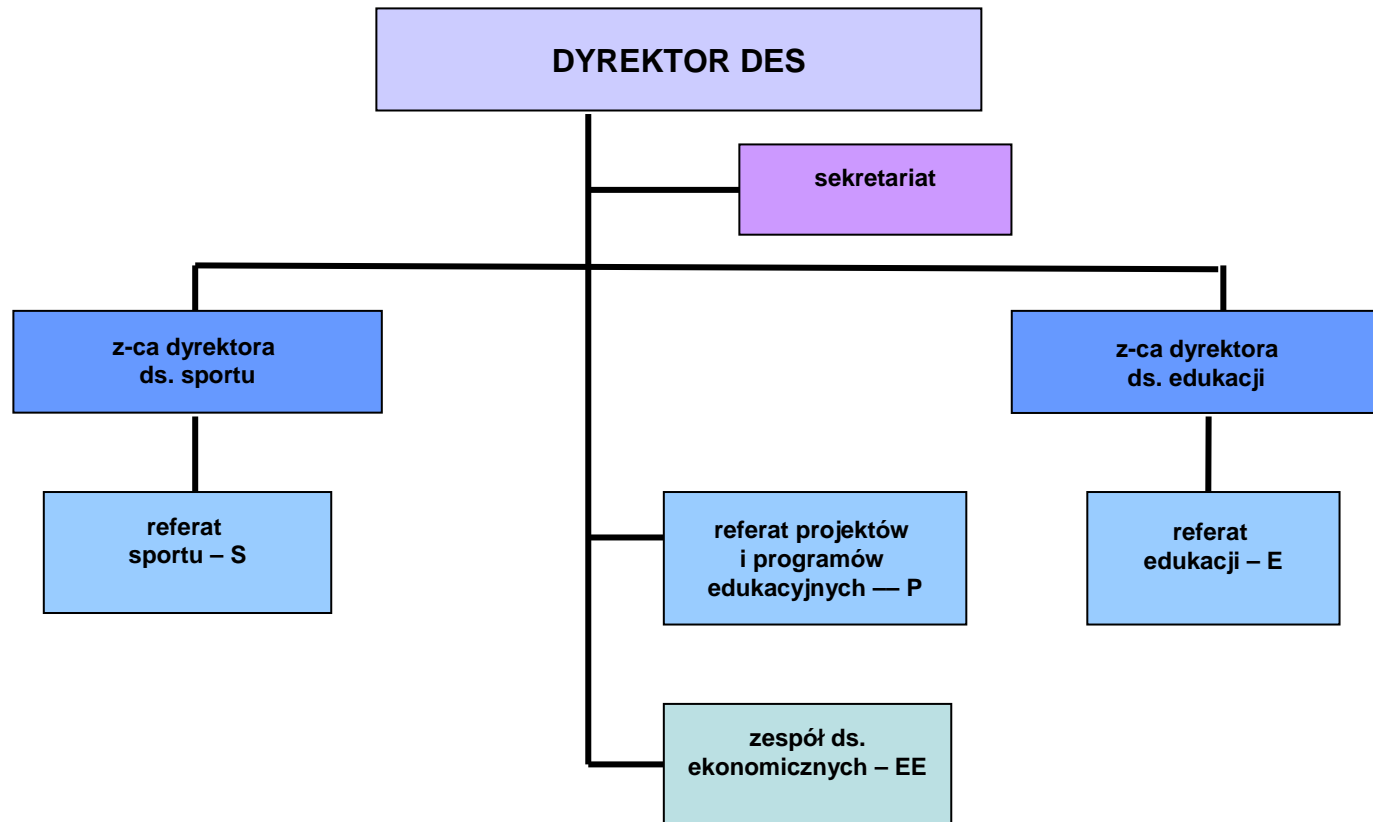 DYREKTOR DES
sekretariat
z-ca dyrektora
ds. sportu
z-ca dyrektora
ds. edukacji
referat
sportu – S
referat projektów
i programów
edukacyjnych — P
referat
edukacji – E
zespół ds.
ekonomicznych – EE